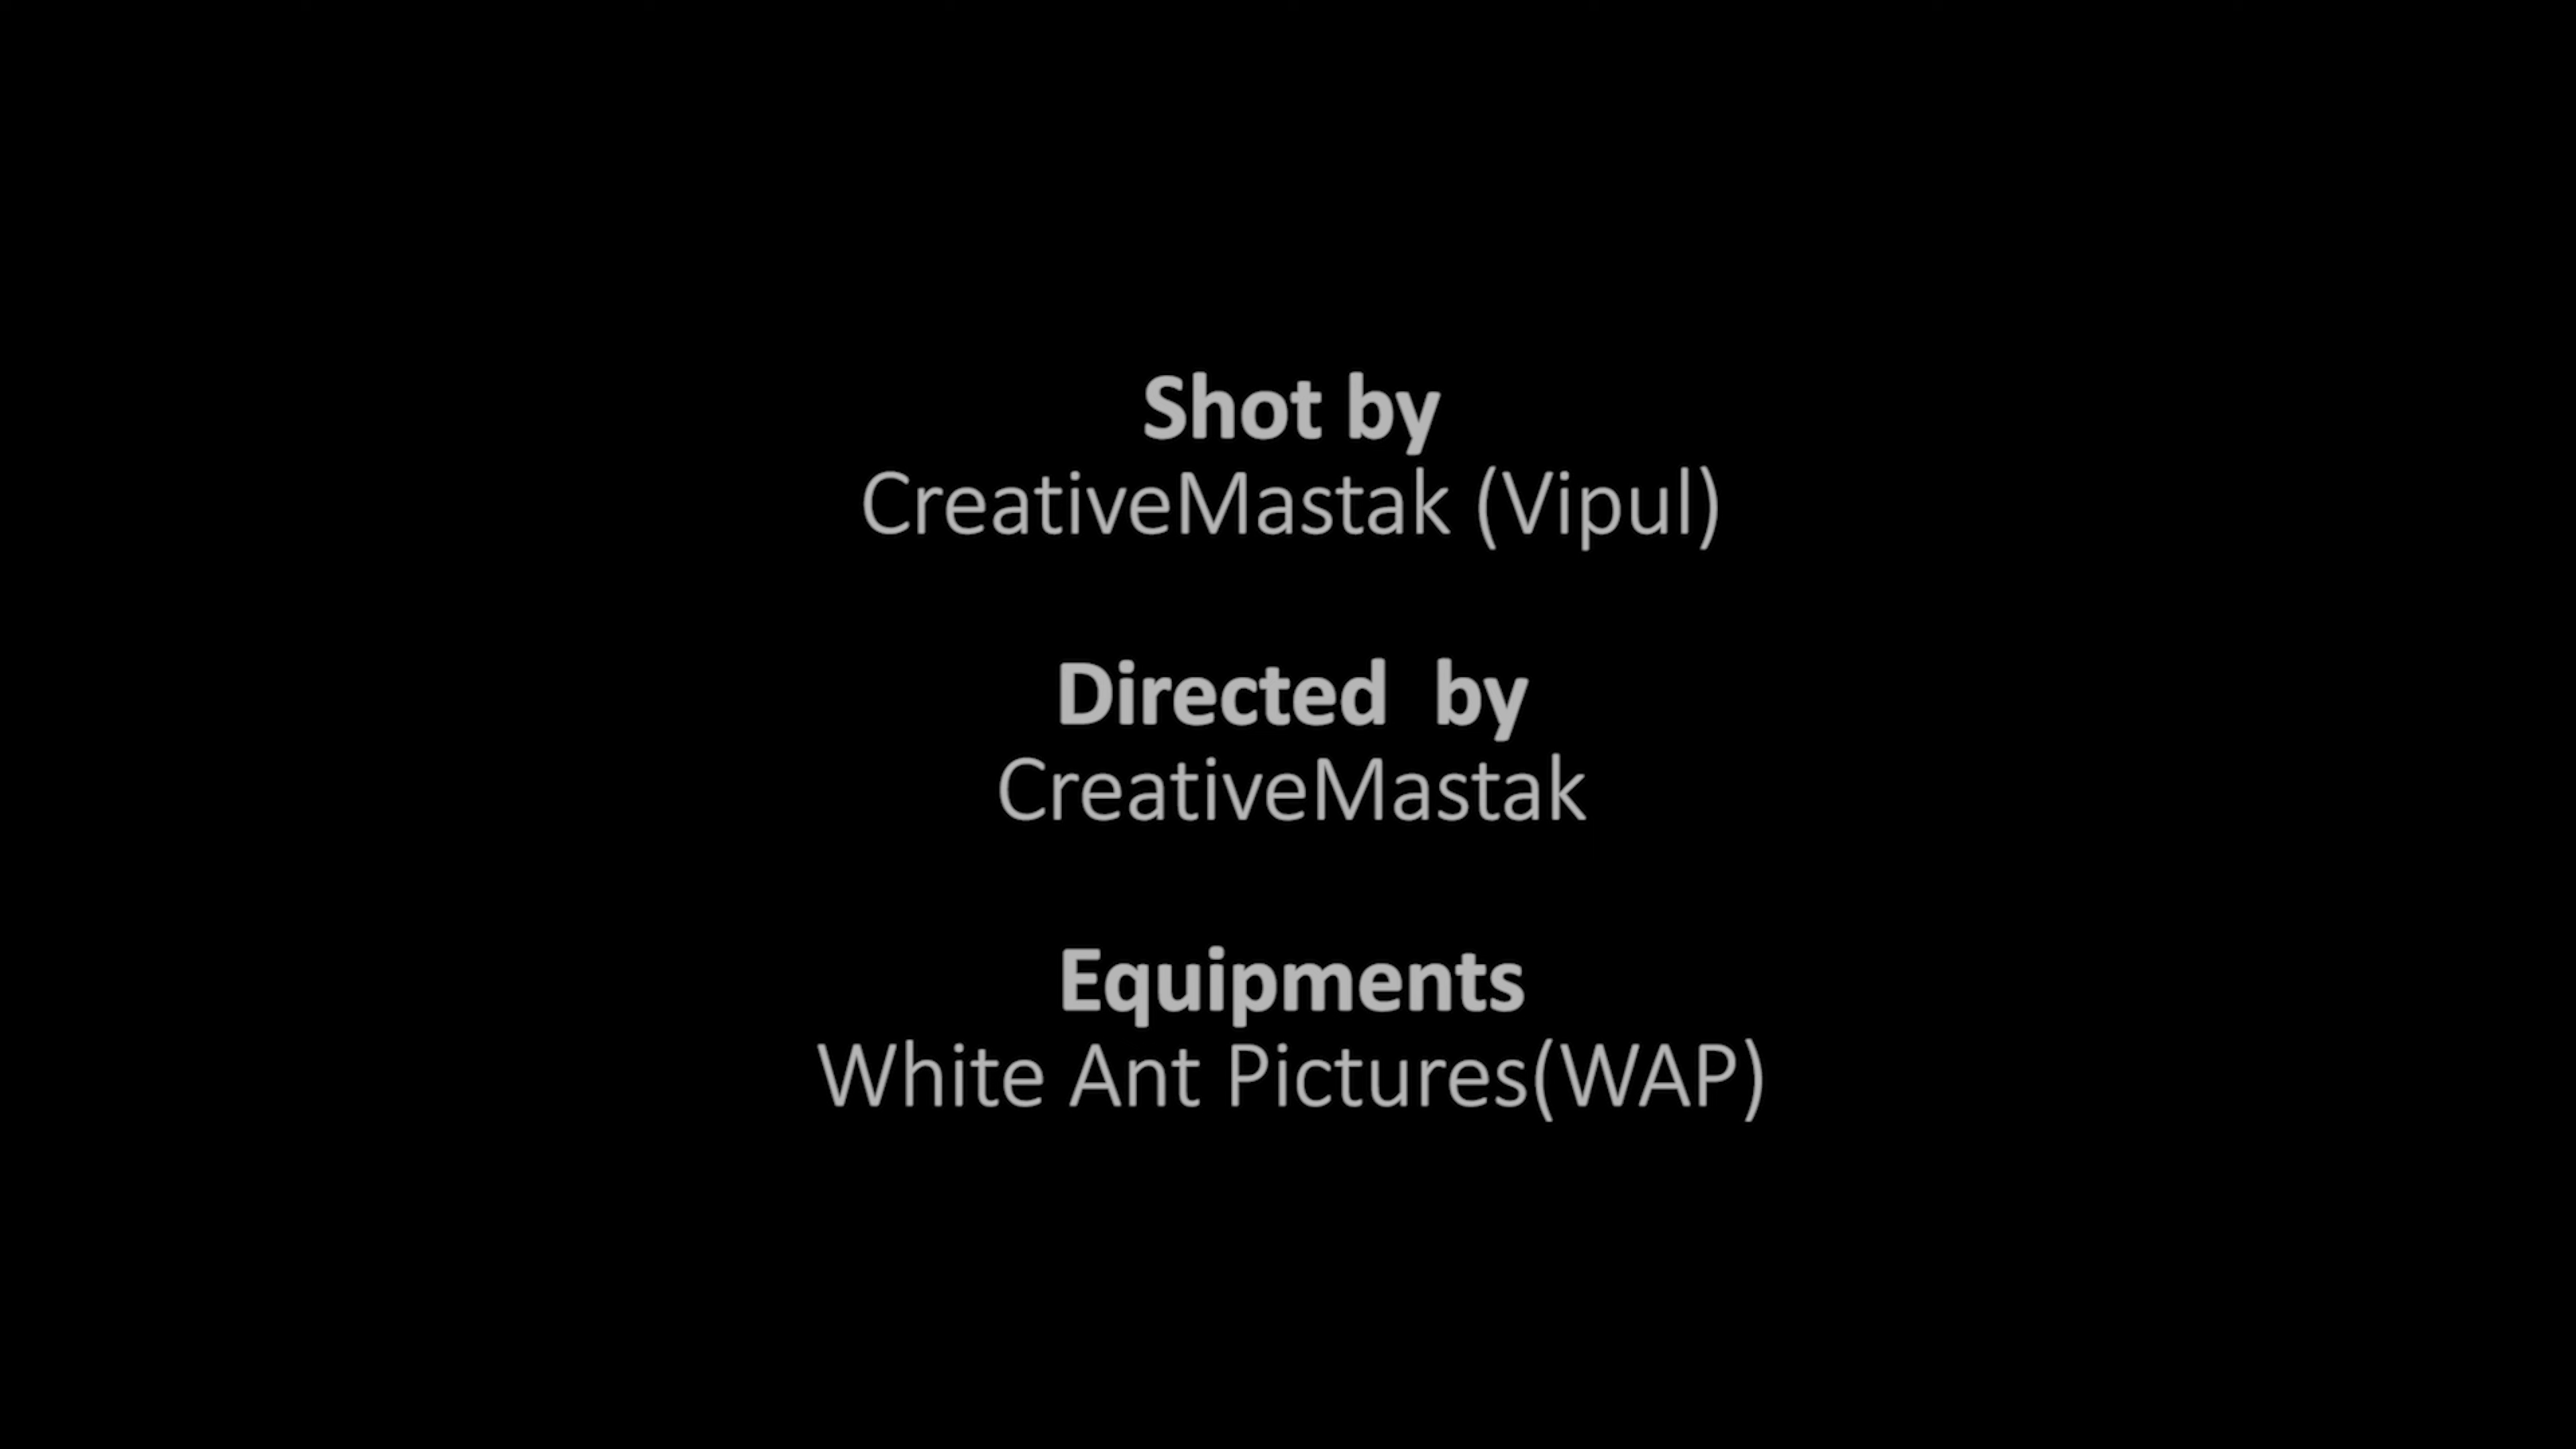 Shot by
CreativeMastak (Vipul)
Directed  by
CreativeMastak
Equipments
White Ant Pictures(WAP)